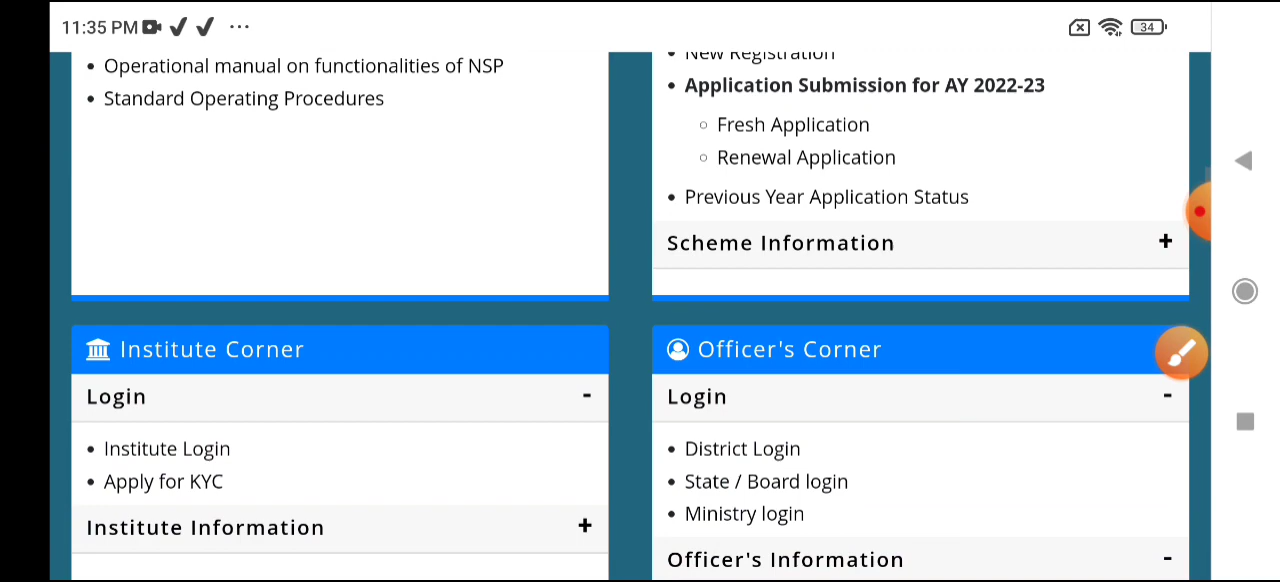 11:35 PM ✔ ✔ ...
34
• Operational manual on functionalities of NSP
• Standard Operating Procedures
• New Registration
• Application Submission for AY 2022-23
○ Fresh Application
○ Renewal Application
• Previous Year Application Status
Scheme Information +
Institute Corner
Login -
• Institute Login
• Apply for KYC
Institute Information +
Officer's Corner
Login -
• District Login
• State / Board login
• Ministry login
Officer's Information -